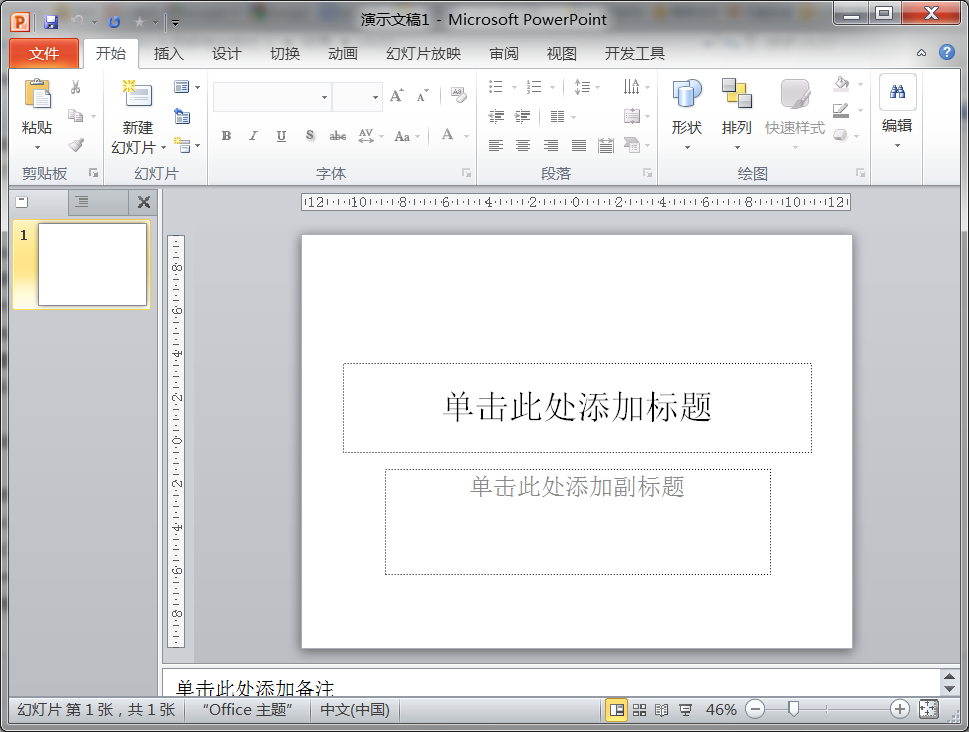 演示文稿1 - Microsoft PowerPoint
文件 开始 插入 设计 切换 动画 幻灯片放映 审阅 视图 开发工具
粘贴 新建 幻灯片 形状 排列 快速样式 编辑
B I U S abc AV Aa A
剪贴板 幻灯片 字体 段落 绘图
12 10 8 6 4 2 0 2 4 6 8 10 12
1
8
6
4
2
0
2
4
6
8
单击此处添加标题
单击此处添加副标题
单击此处添加备注
幻灯片 第 1 张，共 1 张 “Office 主题” 中文(中国) 46%